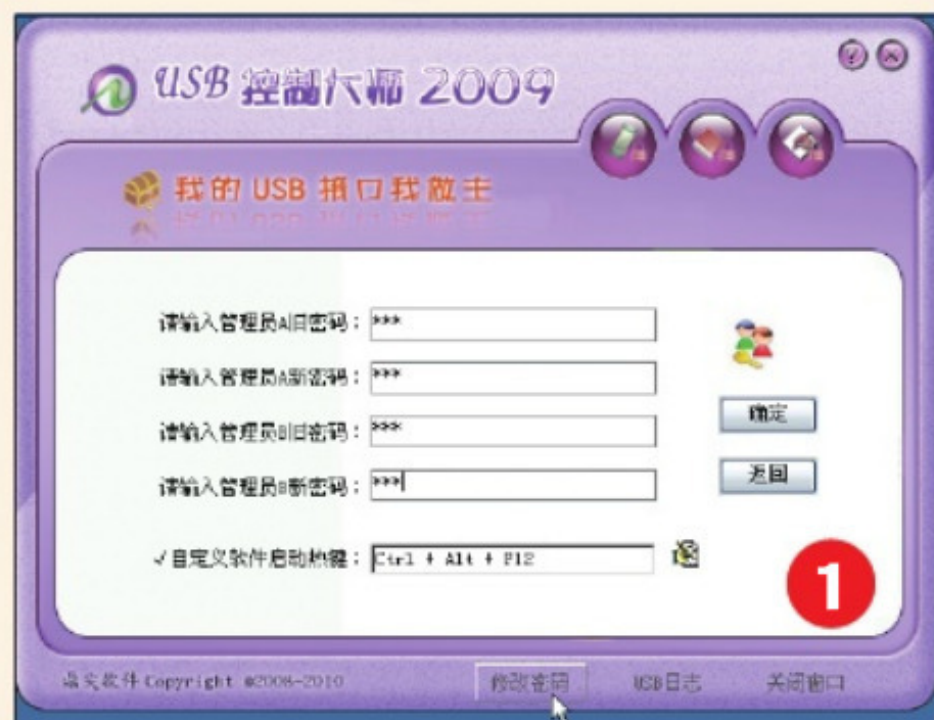 USB 控制大师 2009
我的 USB 接口我做主
请输入管理员A旧密码：***
请输入管理员A新密码：***
请输入管理员B旧密码：***
请输入管理员B新密码：***
确定
返回
✓自定义软件启动热键：Ctrl + Alt + F12
1
软件 Copyright @2008-2010
修改密码
USB日志
关闭窗口